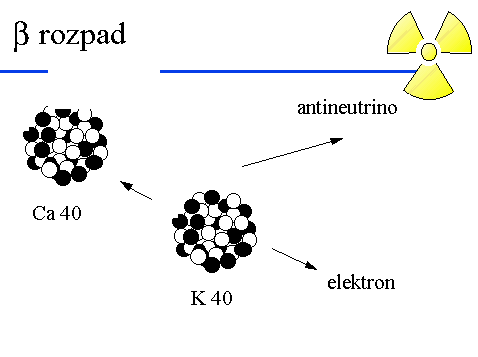 β rozpad
antineutrino
Ca 40
K 40
elektron